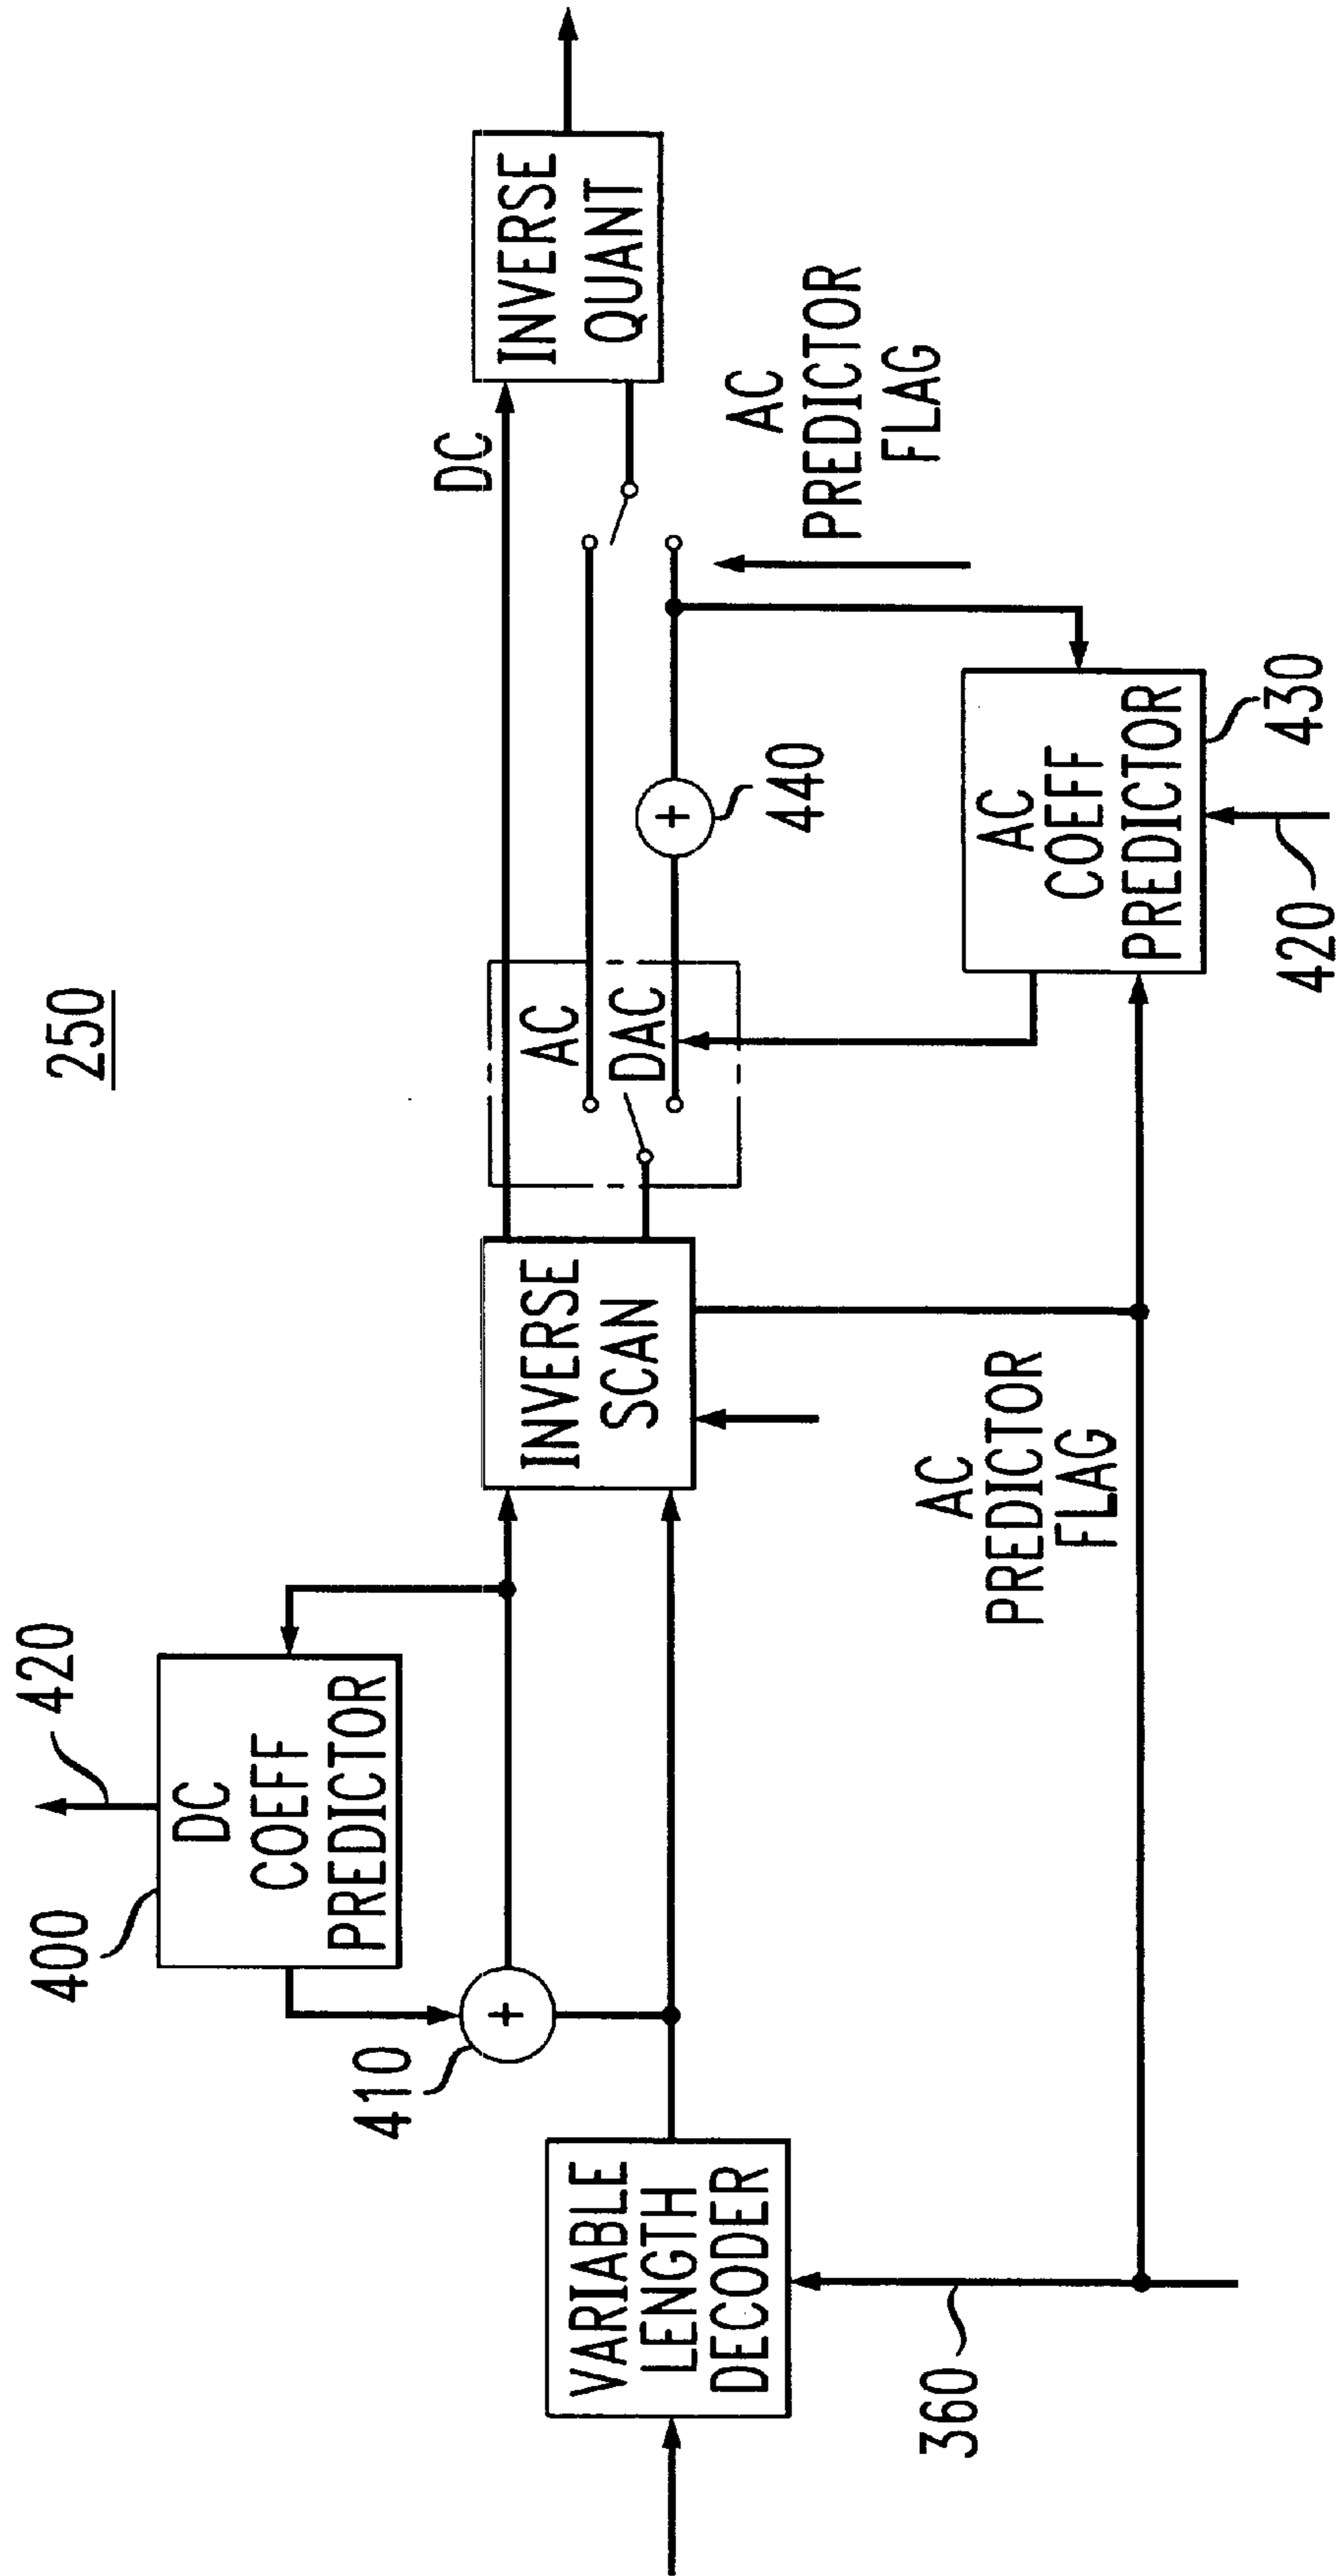 250
400
DC
COEFF
PREDICTOR
420
410
VARIABLE
LENGTH
DECODER
360
INVERSE
SCAN
AC
PREDICTOR
FLAG
AC
DAC
DC
440
INVERSE
QUANT
AC
PREDICTOR
FLAG
AC
COEFF
PREDICTOR
430
420